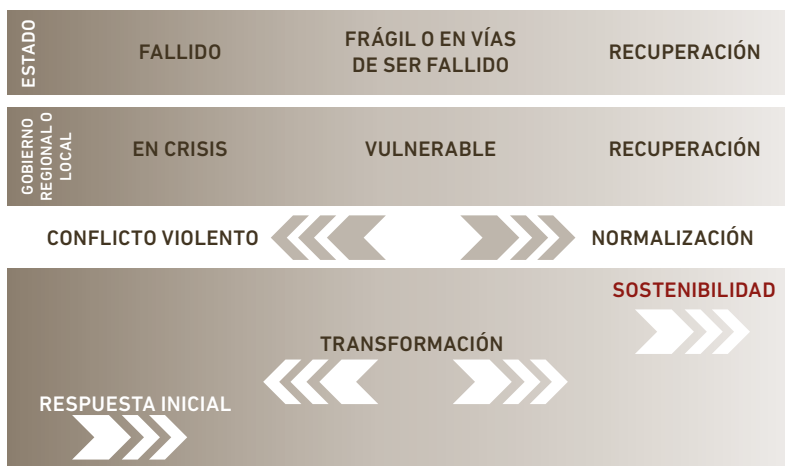 ESTADO
FALLIDO
FRÁGIL O EN VÍAS
DE SER FALLIDO
RECUPERACIÓN
GOBIERNO
REGIONAL O
LOCAL
EN CRISIS
VULNERABLE
RECUPERACIÓN
CONFLICTO VIOLENTO
NORMALIZACIÓN
SOSTENIBILIDAD
TRANSFORMACIÓN
RESPUESTA INICIAL